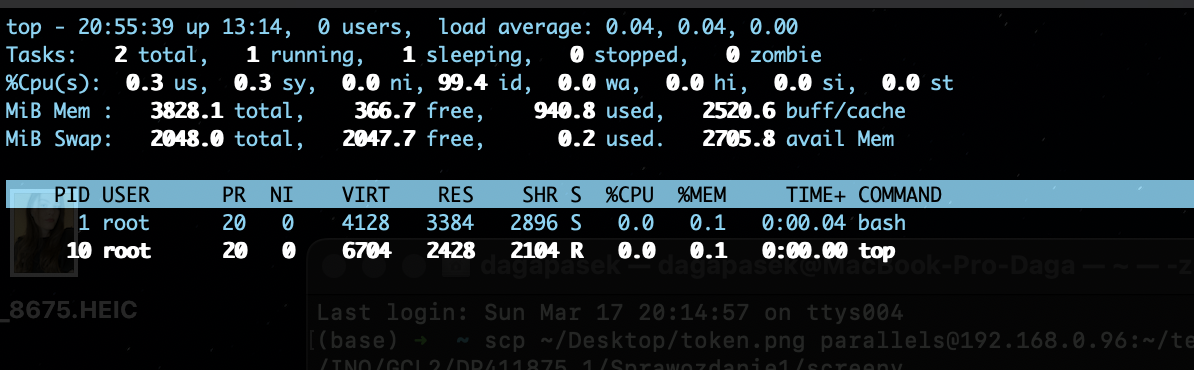 top - 20:55:39 up 13:14,  0 users,  load average: 0.04, 0.04, 0.00
Tasks:   2 total,   1 running,   1 sleeping,   0 stopped,   0 zombie
%Cpu(s):  0.3 us,  0.3 sy,  0.0 ni, 99.4 id,  0.0 wa,  0.0 hi,  0.0 si,  0.0 st
MiB Mem :   3828.1 total,    366.7 free,    940.8 used,   2520.6 buff/cache
MiB Swap:   2048.0 total,   2047.7 free,      0.2 used.   2705.8 avail Mem
PID USER      PR  NI    VIRT    RES    SHR S  %CPU  %MEM     TIME+ COMMAND
1 root      20   0    4128   3384   2896 S   0.0   0.1   0:00.04 bash
10 root      20   0    6704   2428   2104 R   0.0   0.1   0:00.00 top
dagapasek — dagapasek@MacBook-Pro-Daga — ~ — -z
_8675.HEIC
Last login: Sun Mar 17 20:14:57 on ttys004
[(base) ➜  ~ scp ~/Desktop/token.png parallels@192.168.0.96:~/te